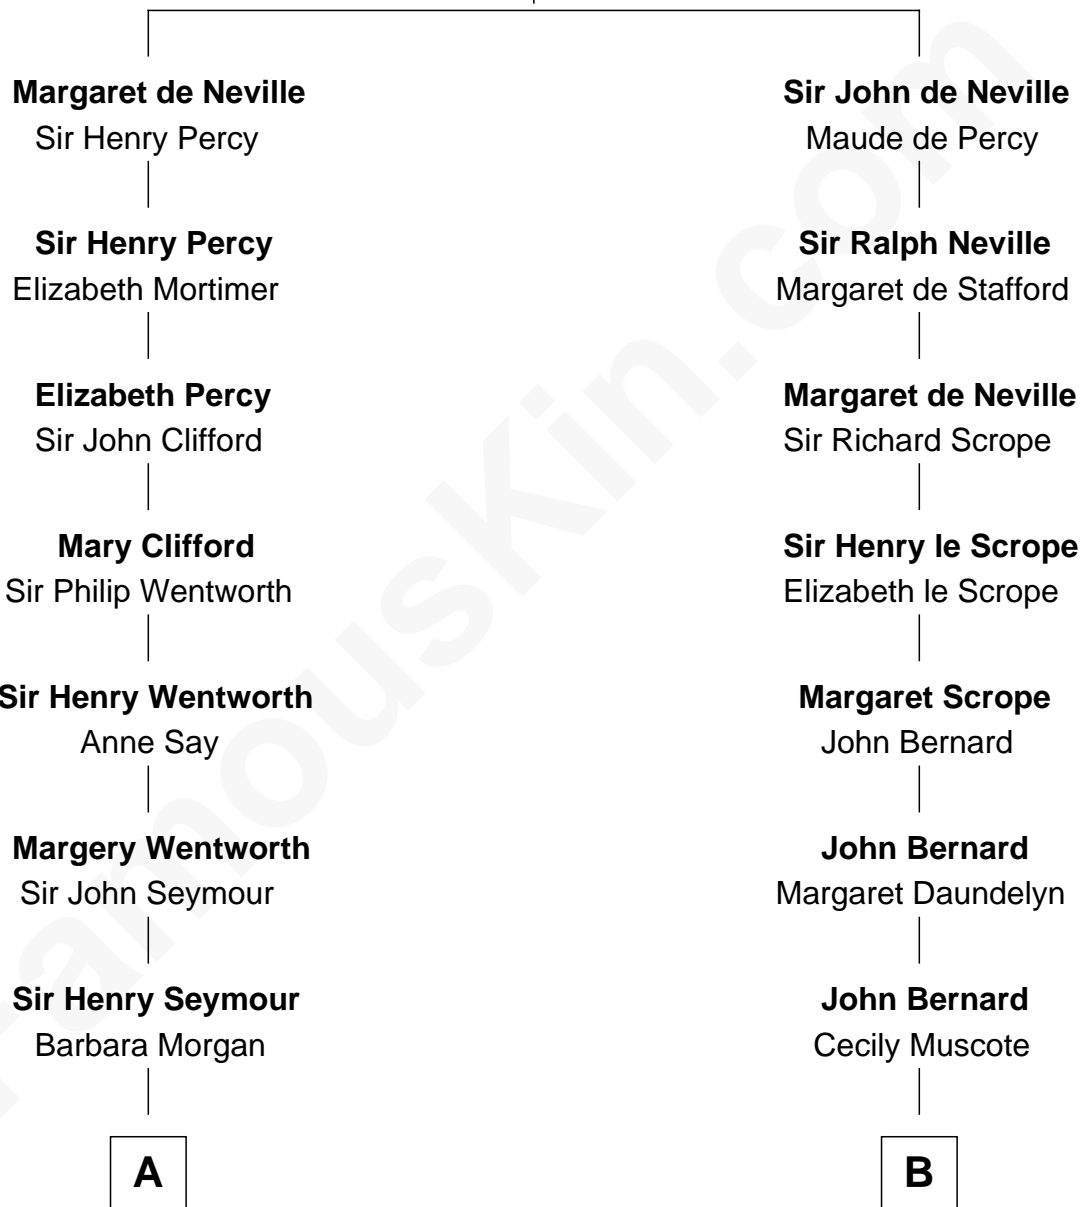 Margaret de Neville
Sir Henry Percy
Sir Henry Percy
Elizabeth Mortimer
Elizabeth Percy
Sir John Clifford
Mary Clifford
Sir Philip Wentworth
Sir Henry Wentworth
Anne Say
Margery Wentworth
Sir John Seymour
Sir Henry Seymour
Barbara Morgan
A
Sir John de Neville
Maude de Percy
Sir Ralph Neville
Margaret de Stafford
Margaret de Neville
Sir Richard Scrope
Sir Henry le Scrope
Elizabeth le Scrope
Margaret Scrope
John Bernard
John Bernard
Margaret Daundelyn
John Bernard
Cecily Muscote
B
FamousKin.com